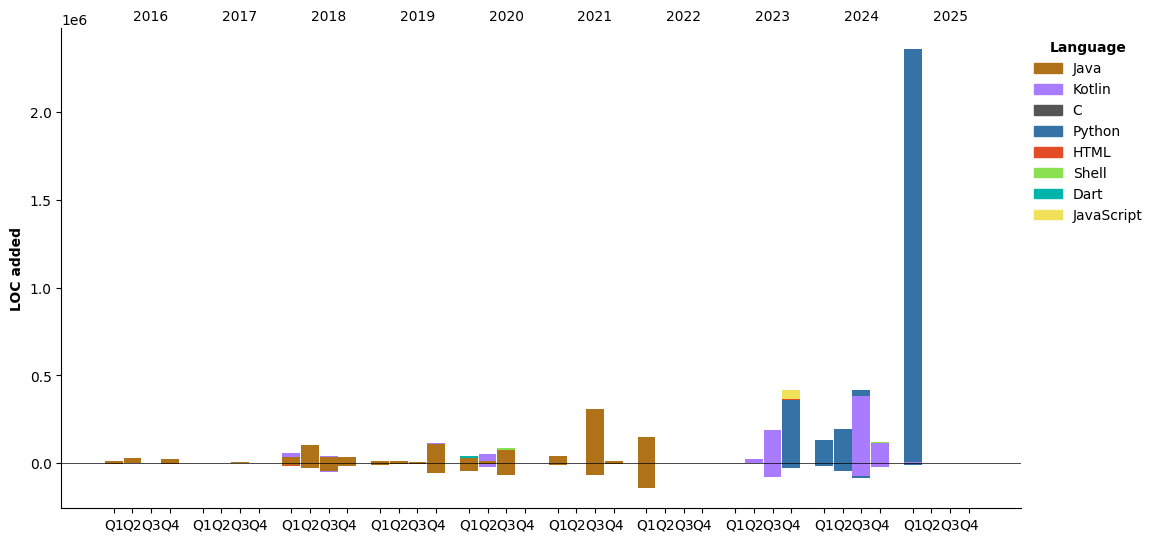 2016 2017 2018 2019 2020 2021 2022 2023 2024 2025
1e6
Language
Java
Kotlin
C
Python
HTML
Shell
Dart
JavaScript
2.0
1.5
1.0
0.5
0.0
LOC added
Q1Q2Q3Q4 Q1Q2Q3Q4 Q1Q2Q3Q4 Q1Q2Q3Q4 Q1Q2Q3Q4 Q1Q2Q3Q4 Q1Q2Q3Q4 Q1Q2Q3Q4 Q1Q2Q3Q4 Q1Q2Q3Q4